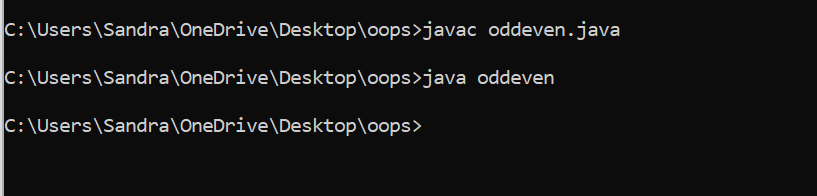 C:\Users\Sandra\OneDrive\Desktop\oops>javac oddeven.java
C:\Users\Sandra\OneDrive\Desktop\oops>java oddeven
C:\Users\Sandra\OneDrive\Desktop\oops>